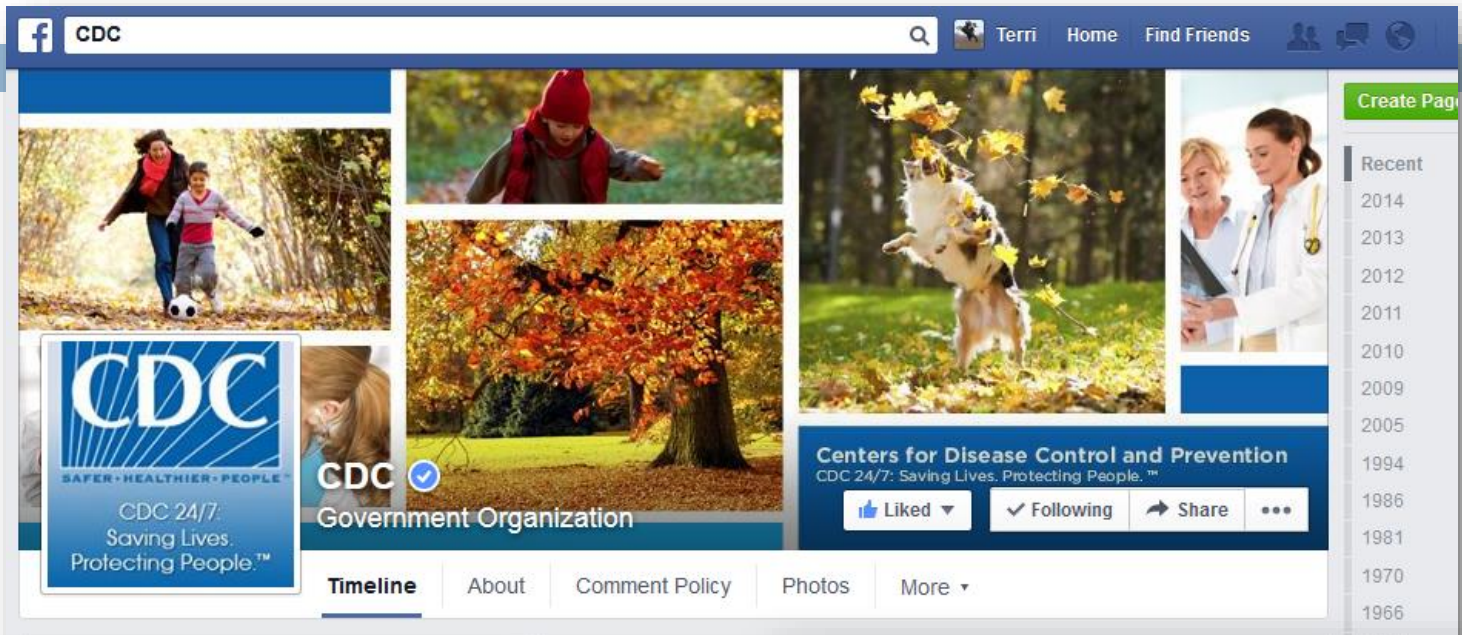 CDC
Terri
Home
Find Friends
Create Pag
Recent
2014
2013
2012
2011
2010
2009
2005
1994
1986
1981
1970
1966
CDC
SAFER•HEALTHIER•PEOPLE™
CDC 24/7:
Saving Lives.
Protecting People.™
CDC
Government Organization
Centers for Disease Control and Prevention
CDC 24/7: Saving Lives. Protecting People.™
Liked
Following
Share
Timeline
About
Comment Policy
Photos
More